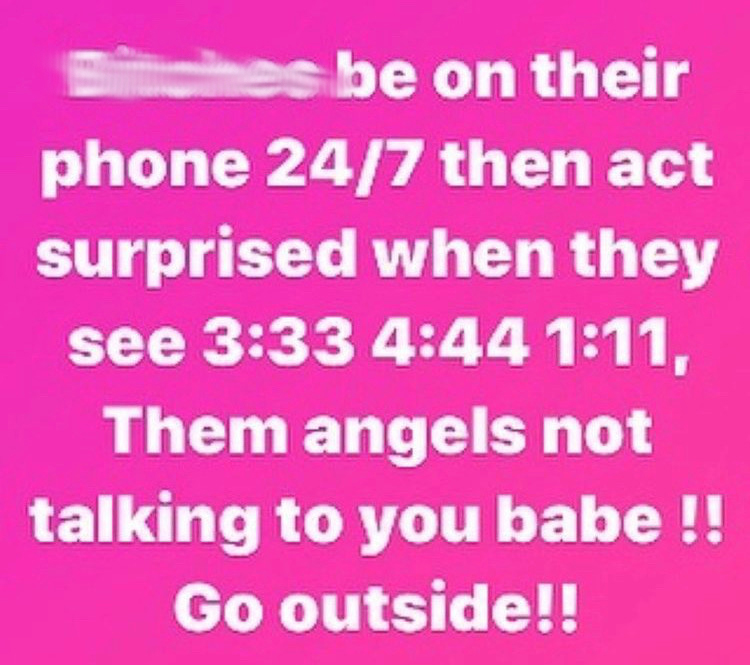 be on their
phone 24/7 then act
surprised when they
see 3:33 4:44 1:11,
Them angels not
talking to you babe !!
Go outside!!